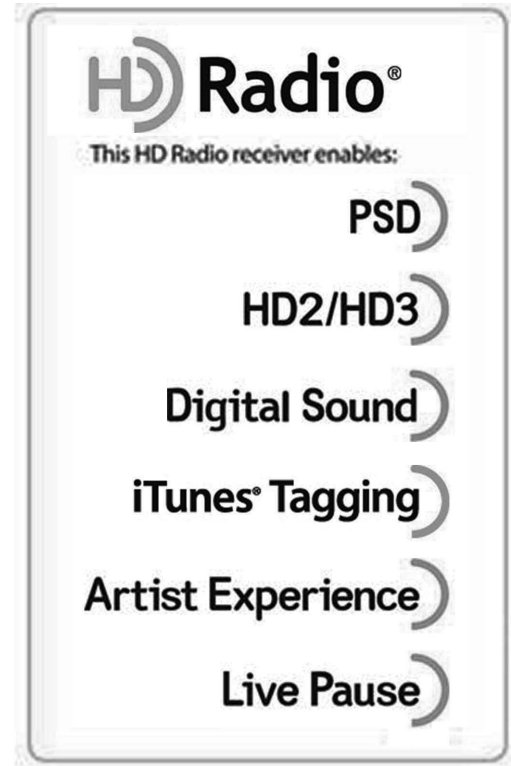 HD Radio®
This HD Radio receiver enables:
PSD
HD2/HD3
Digital Sound
iTunes® Tagging
Artist Experience
Live Pause